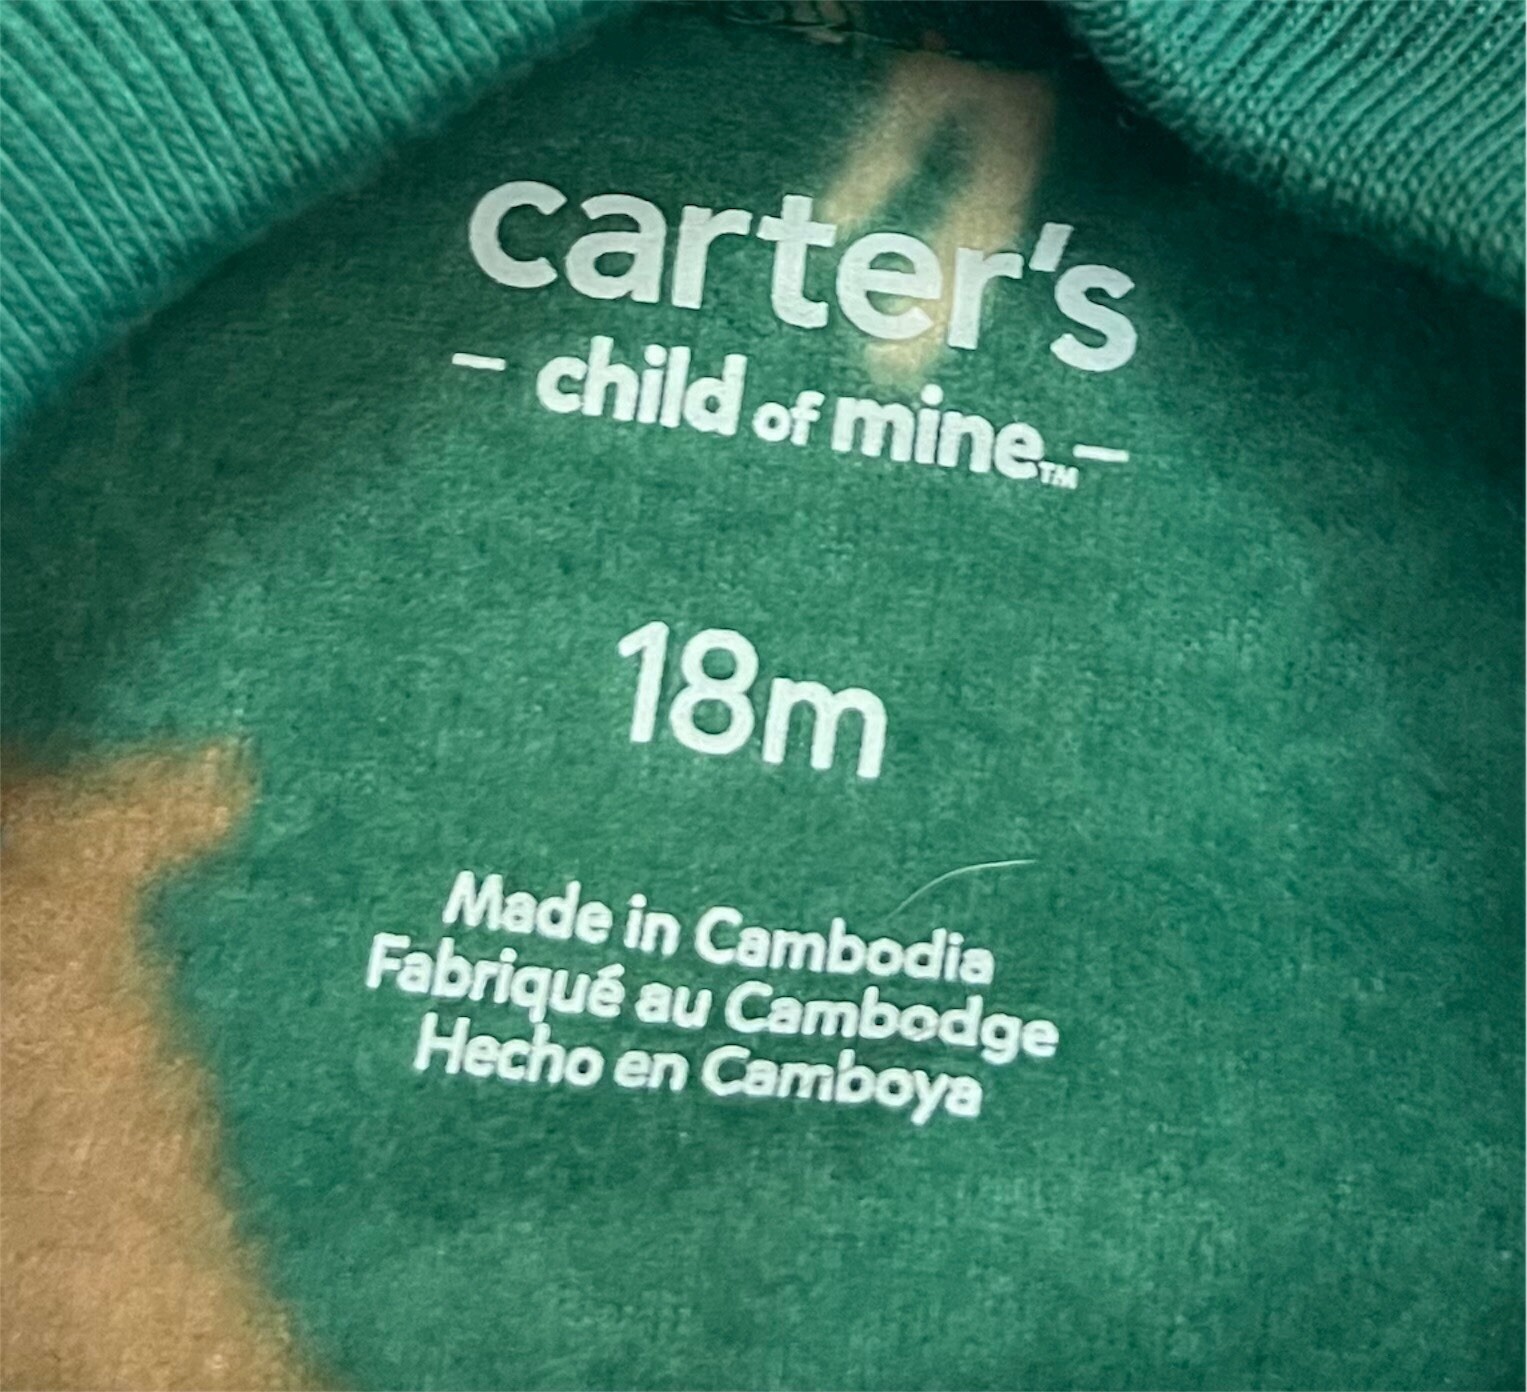 carter's
– child of mine™ –
18m
Made in Cambodia
Fabriqué au Cambodge
Hecho en Camboya